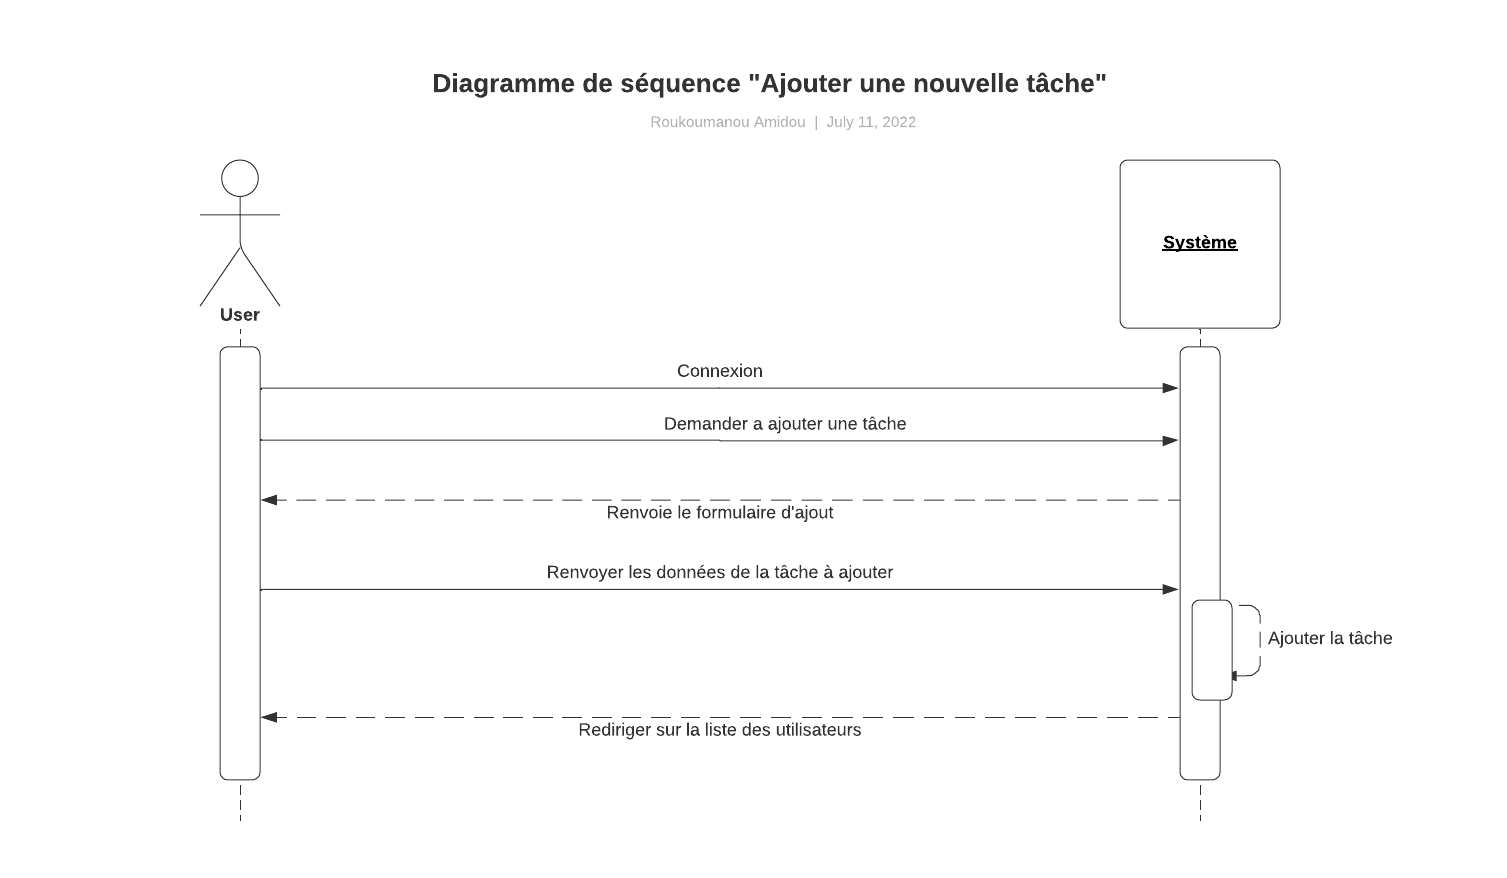 Diagramme de séquence "Ajouter une nouvelle tâche"
Roukoumanou Amidou | July 11, 2022
Système
User
Connexion
Demander a ajouter une tâche
Renvoie le formulaire d'ajout
Renvoyer les données de la tâche à ajouter
Ajouter la tâche
Rediriger sur la liste des utilisateurs